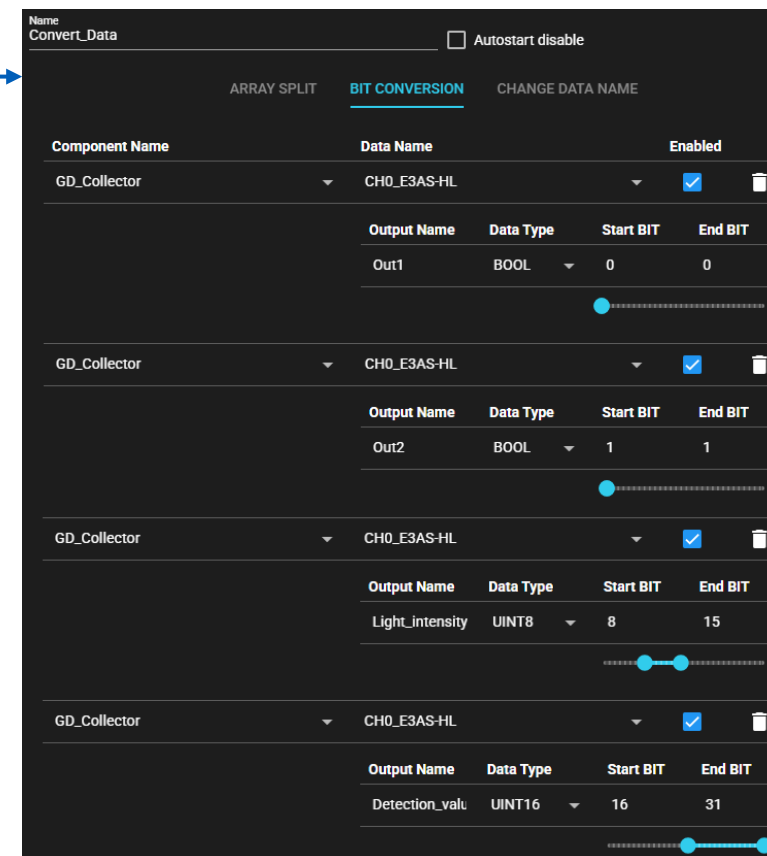 Name
Convert_Data
Autostart disable
ARRAY SPLIT BIT CONVERSION CHANGE DATA NAME
Component Name Data Name Enabled
GD_Collector CH0_E3AS-HL
Output Name Data Type Start BIT End BIT
Out1 BOOL 0 0
GD_Collector CH0_E3AS-HL
Output Name Data Type Start BIT End BIT
Out2 BOOL 1 1
GD_Collector CH0_E3AS-HL
Output Name Data Type Start BIT End BIT
Light_intensity UINT8 8 15
GD_Collector CH0_E3AS-HL
Output Name Data Type Start BIT End BIT
Detection_valu UINT16 16 31